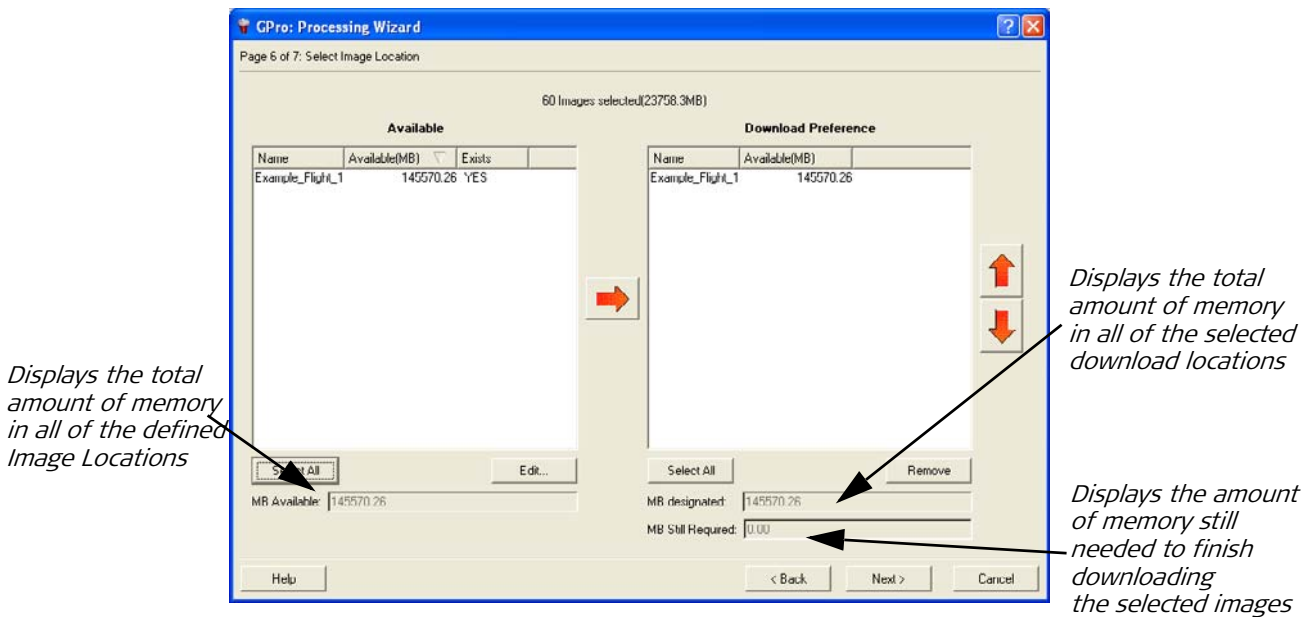 GPro: Processing Wizard
Page 6 of 7: Select Image Location
60 Images selected(23758.3MB)
Available
Download Preference
Name Available(MB) Exists
Example_Flight_1 145570.26 YES
Name Available(MB)
Example_Flight_1 145570.26
Displays the total
amount of memory
in all of the selected
download locations
Displays the total
amount of memory
in all of the defined
Image Locations
Select All Edit...
Select All Remove
MB Available: 145570.26
MB designated: 145570.26
MB Still Required: 0.00
Displays the amount
of memory still
needed to finish
downloading
the selected images
Help < Back Next > Cancel